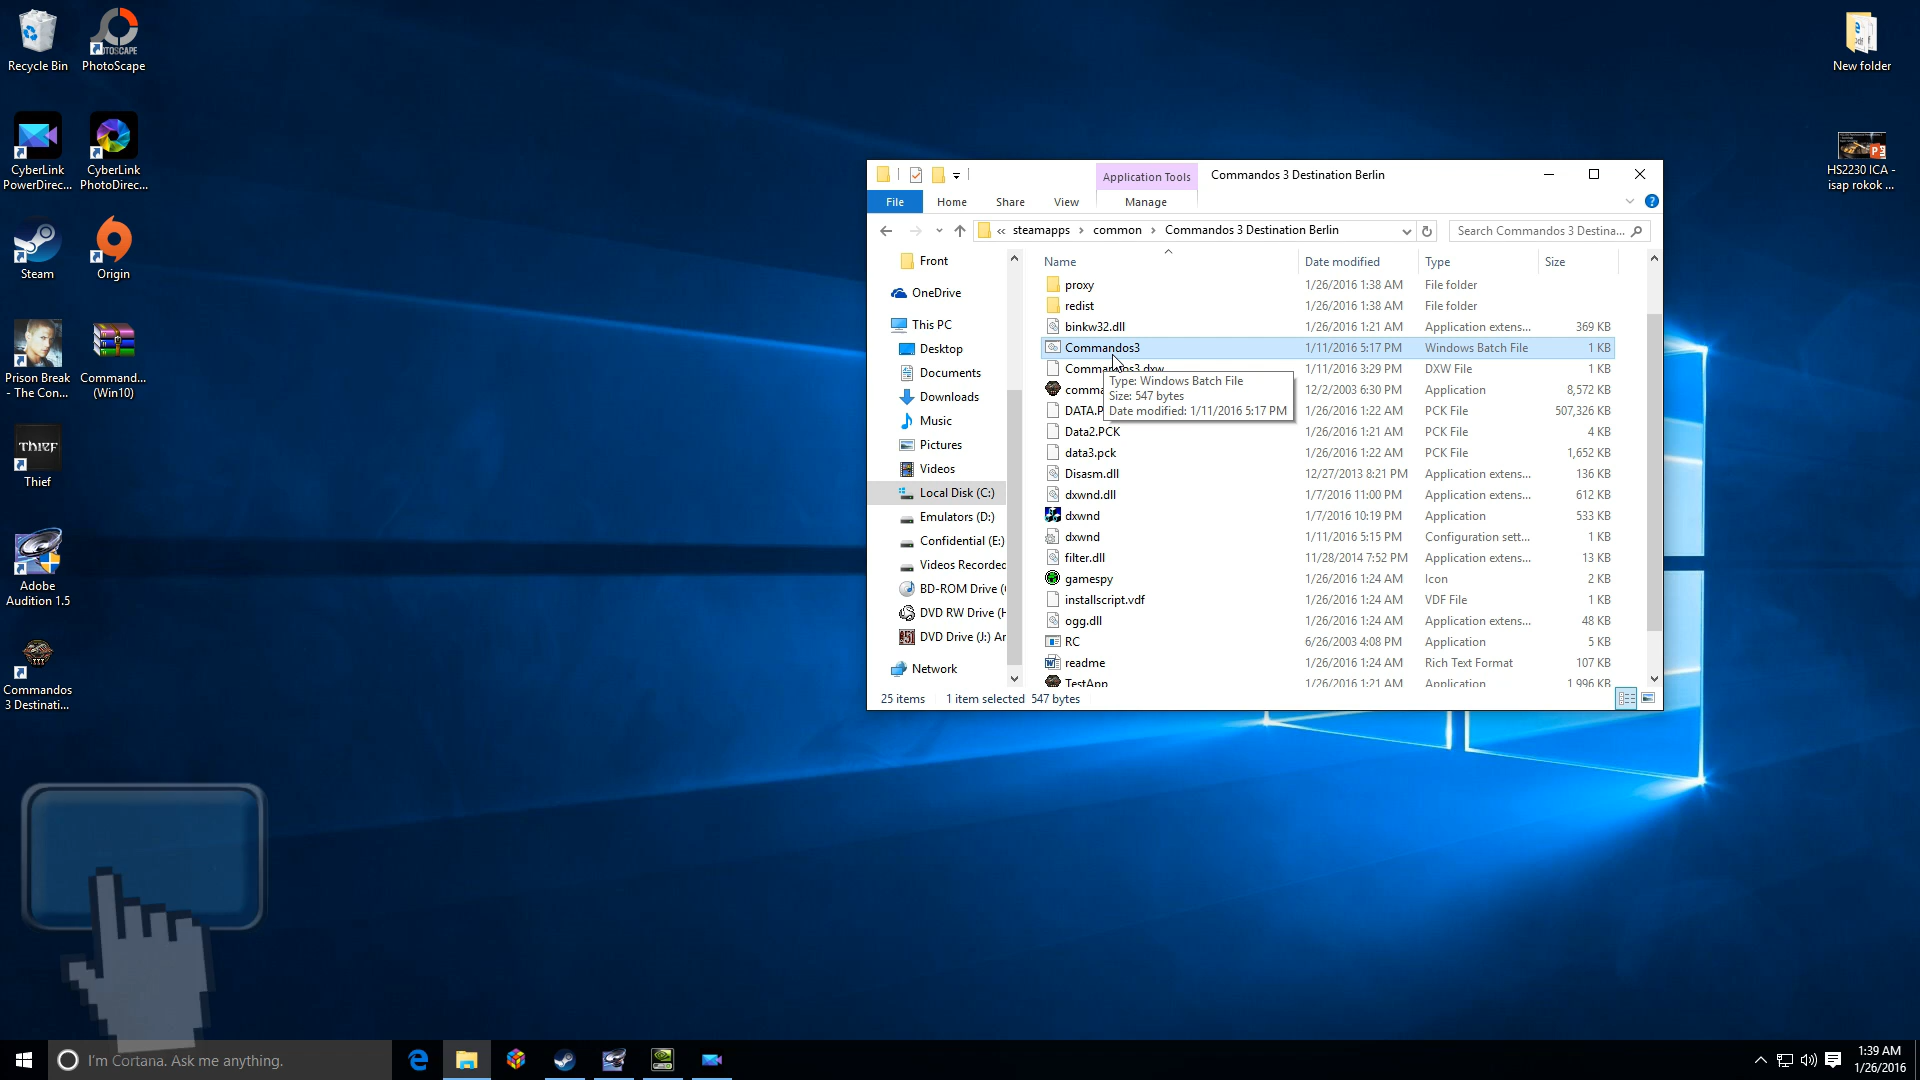 Recycle Bin
PhotoScape
CyberLink
PowerDirec...
CyberLink
PhotoDirec...
Steam
Origin
Prison Break
- The Con...
Command...
(Win10)
THIEF
Thief
Adobe
Audition 1.5
Commandos
3 Destinati...
New folder
HS2230 ICA -
isap rokok ...
Application Tools
Commandos 3 Destination Berlin
File
Home
Share
View
Manage
« steamapps > common > Commandos 3 Destination Berlin
Search Commandos 3 Destina...
Front
OneDrive
This PC
Desktop
Documents
Downloads
Music
Pictures
Videos
Local Disk (C:)
Emulators (D:)
Confidential (E:)
Videos Recorded
BD-ROM Drive (
DVD RW Drive (H
DVD Drive (J:) Ar
Network
Name Date modified Type Size
proxy 1/26/2016 1:38 AM File folder
redist 1/26/2016 1:38 AM File folder
binkw32.dll 1/26/2016 1:21 AM Application extens... 369 KB
Commandos3 1/11/2016 5:17 PM Windows Batch File 1 KB
Commandos3.dxw 1/11/2016 3:29 PM DXW File 1 KB
comma 12/2/2003 6:30 PM Application 8,572 KB
DATA.P 1/26/2016 1:22 AM PCK File 507,326 KB
Data2.PCK 1/26/2016 1:21 AM PCK File 4 KB
data3.pck 1/26/2016 1:22 AM PCK File 1,652 KB
Disasm.dll 12/27/2013 8:21 PM Application extens... 136 KB
dxwnd.dll 1/7/2016 11:00 PM Application extens... 612 KB
dxwnd 1/7/2016 10:19 PM Application 533 KB
dxwnd 1/11/2016 5:15 PM Configuration sett... 1 KB
filter.dll 11/28/2014 7:52 PM Application extens... 13 KB
gamespy 1/26/2016 1:24 AM Icon 2 KB
installscript.vdf 1/26/2016 1:24 AM VDF File 1 KB
ogg.dll 1/26/2016 1:24 AM Application extens... 48 KB
RC 6/26/2003 4:08 PM Application 5 KB
readme 1/26/2016 1:24 AM Rich Text Format 107 KB
TestApp 1/26/2016 1:21 AM Application 1,996 KB
Type: Windows Batch File
Size: 547 bytes
Date modified: 1/11/2016 5:17 PM
25 items 1 item selected 547 bytes
I'm Cortana. Ask me anything.
1:39 AM
1/26/2016